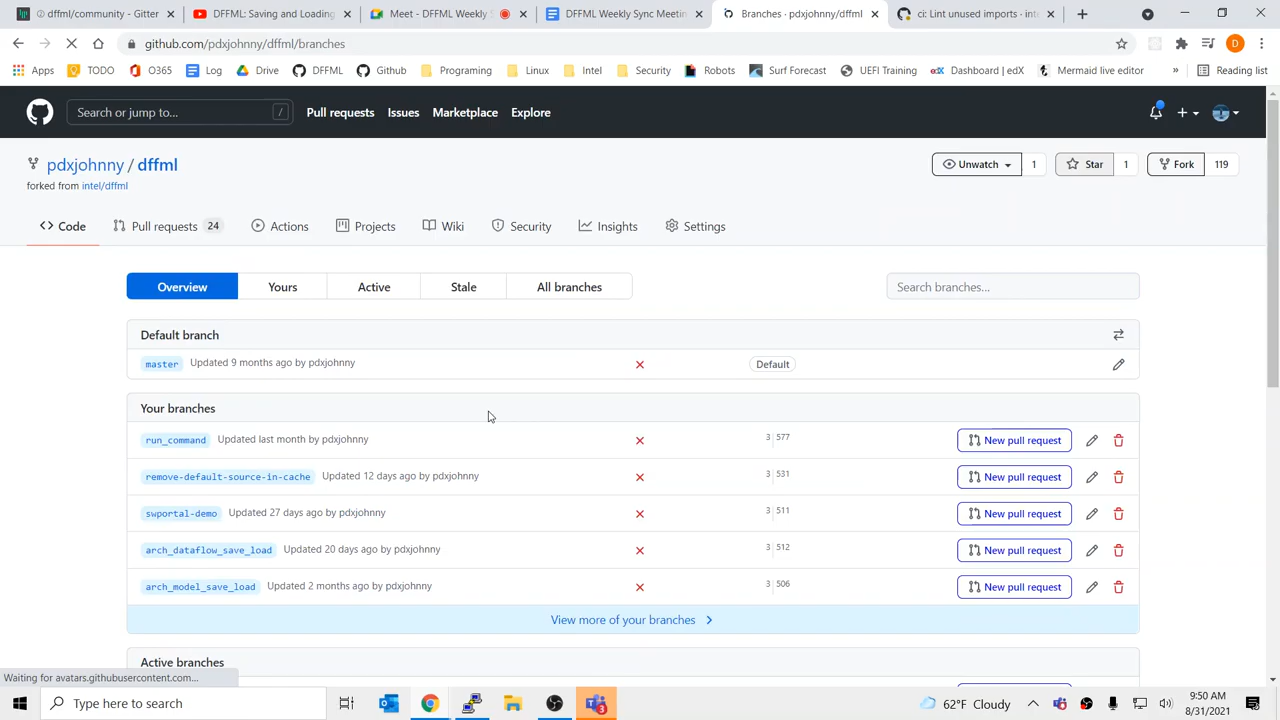 dffml/community - Gitter
DFFML: Saving and Loading
Meet - DFFML Weekly S
DFFML Weekly Sync Meetin
Branches · pdxjohnny/dffml
ci: Lint unused imports · inte
github.com/pdxjohnny/dffml/branches
D
Apps
TODO
O365
Log
Drive
DFFML
Github
Programing
Linux
Intel
Security
Robots
Surf Forecast
UEFI Training
edX
Dashboard | edX
Mermaid live editor
»
Reading list
Search or jump to...
/
Pull requests
Issues
Marketplace
Explore
pdxjohnny / dffml
Unwatch
1
Star
1
Fork
119
forked from intel/dffml
Code
Pull requests 24
Actions
Projects
Wiki
Security
Insights
Settings
Overview
Yours
Active
Stale
All branches
Search branches...
Default branch
master Updated 9 months ago by pdxjohnny
Default
Your branches
run_command Updated last month by pdxjohnny
3 | 577
New pull request
remove-default-source-in-cache Updated 12 days ago by pdxjohnny
3 | 531
New pull request
swportal-demo Updated 27 days ago by pdxjohnny
3 | 511
New pull request
arch_dataflow_save_load Updated 20 days ago by pdxjohnny
3 | 512
New pull request
arch_model_save_load Updated 2 months ago by pdxjohnny
3 | 506
New pull request
View more of your branches
Active branches
Waiting for avatars.githubusercontent.com...
Type here to search
3
62°F Cloudy
9:50 AM
8/31/2021